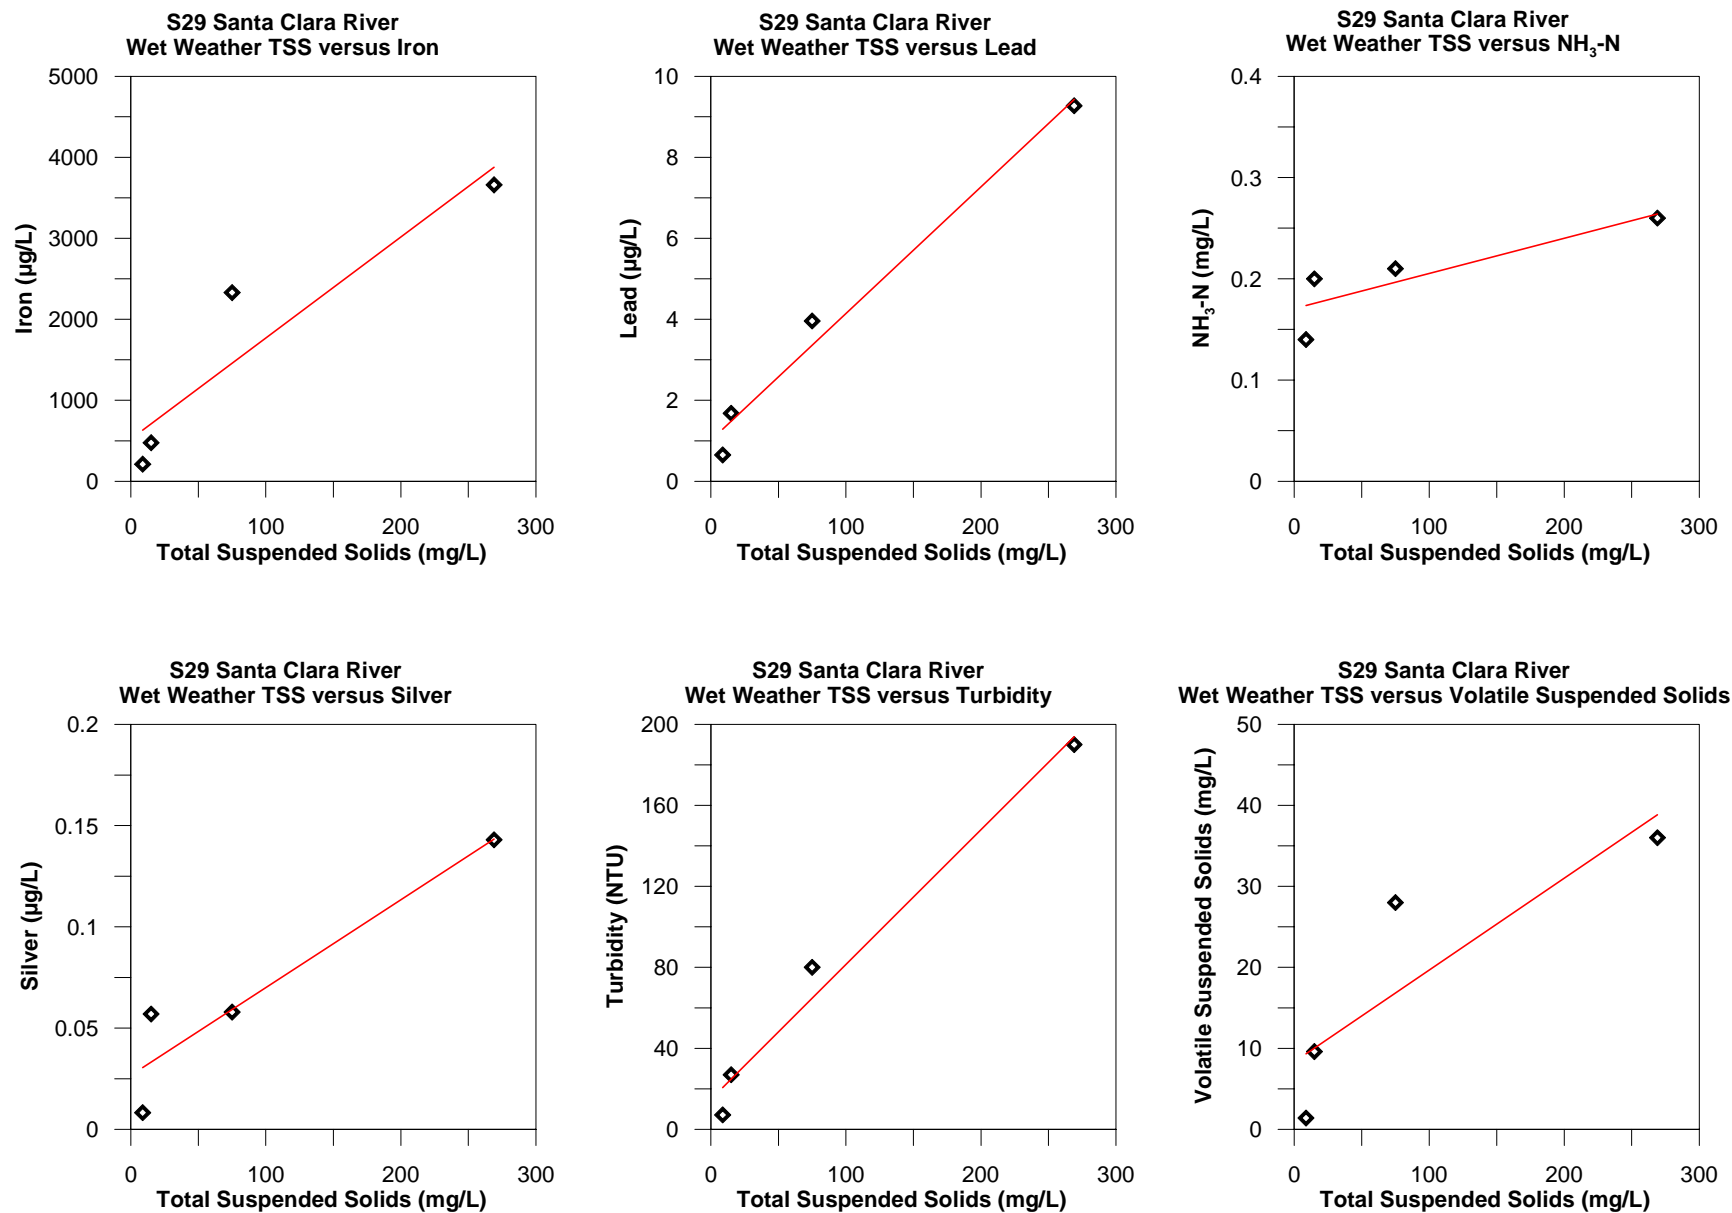 S29 Santa Clara River
Wet Weather TSS versus Iron
5000
4000
3000
2000
1000
0
Iron (µg/L)
0 100 200 300
Total Suspended Solids (mg/L)
S29 Santa Clara River
Wet Weather TSS versus Lead
10
8
6
4
2
0
Lead (µg/L)
0 100 200 300
Total Suspended Solids (mg/L)
S29 Santa Clara River
Wet Weather TSS versus NH₃-N
0.4
0.3
0.2
0.1
0
NH₃-N (mg/L)
0 100 200 300
Total Suspended Solids (mg/L)
S29 Santa Clara River
Wet Weather TSS versus Silver
0.2
0.15
0.1
0.05
0
Silver (µg/L)
0 100 200 300
Total Suspended Solids (mg/L)
S29 Santa Clara River
Wet Weather TSS versus Turbidity
200
160
120
80
40
0
Turbidity (NTU)
0 100 200 300
Total Suspended Solids (mg/L)
S29 Santa Clara River
Wet Weather TSS versus Volatile Suspended Solids
50
40
30
20
10
0
Volatile Suspended Solids (mg/L)
0 100 200 300
Total Suspended Solids (mg/L)